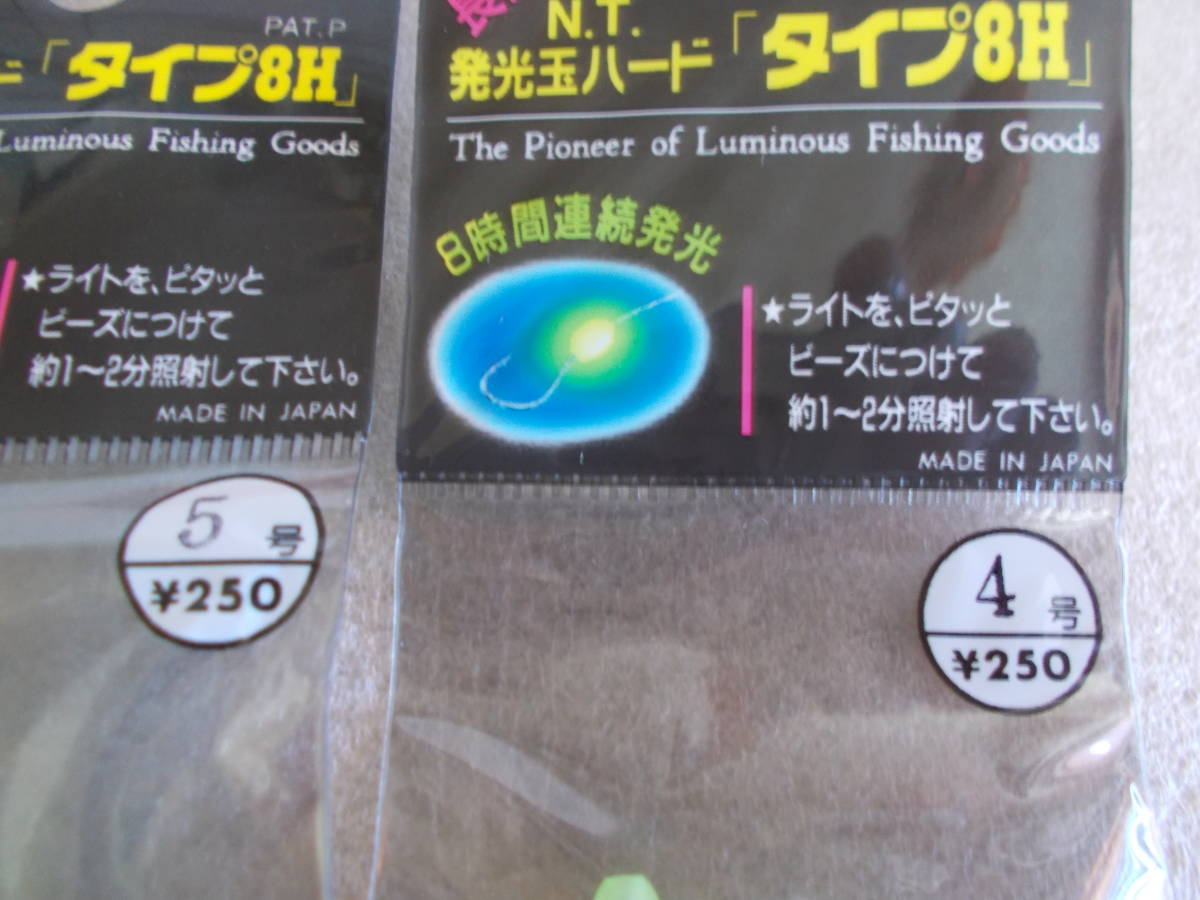 PAT.P
ド「タイプ8H」
Luminous Fishing Goods
★ライトを、ピタッと
ビーズにつけて
約1〜2分照射して下さい。
MADE IN JAPAN
5号
¥250
N.T.
発光玉ハード「タイプ8H」
The Pioneer of Luminous Fishing Goods
8時間連続発光
★ライトを、ピタッと
ビーズにつけて
約1〜2分照射して下さい。
MADE IN JAPAN
4号
¥250